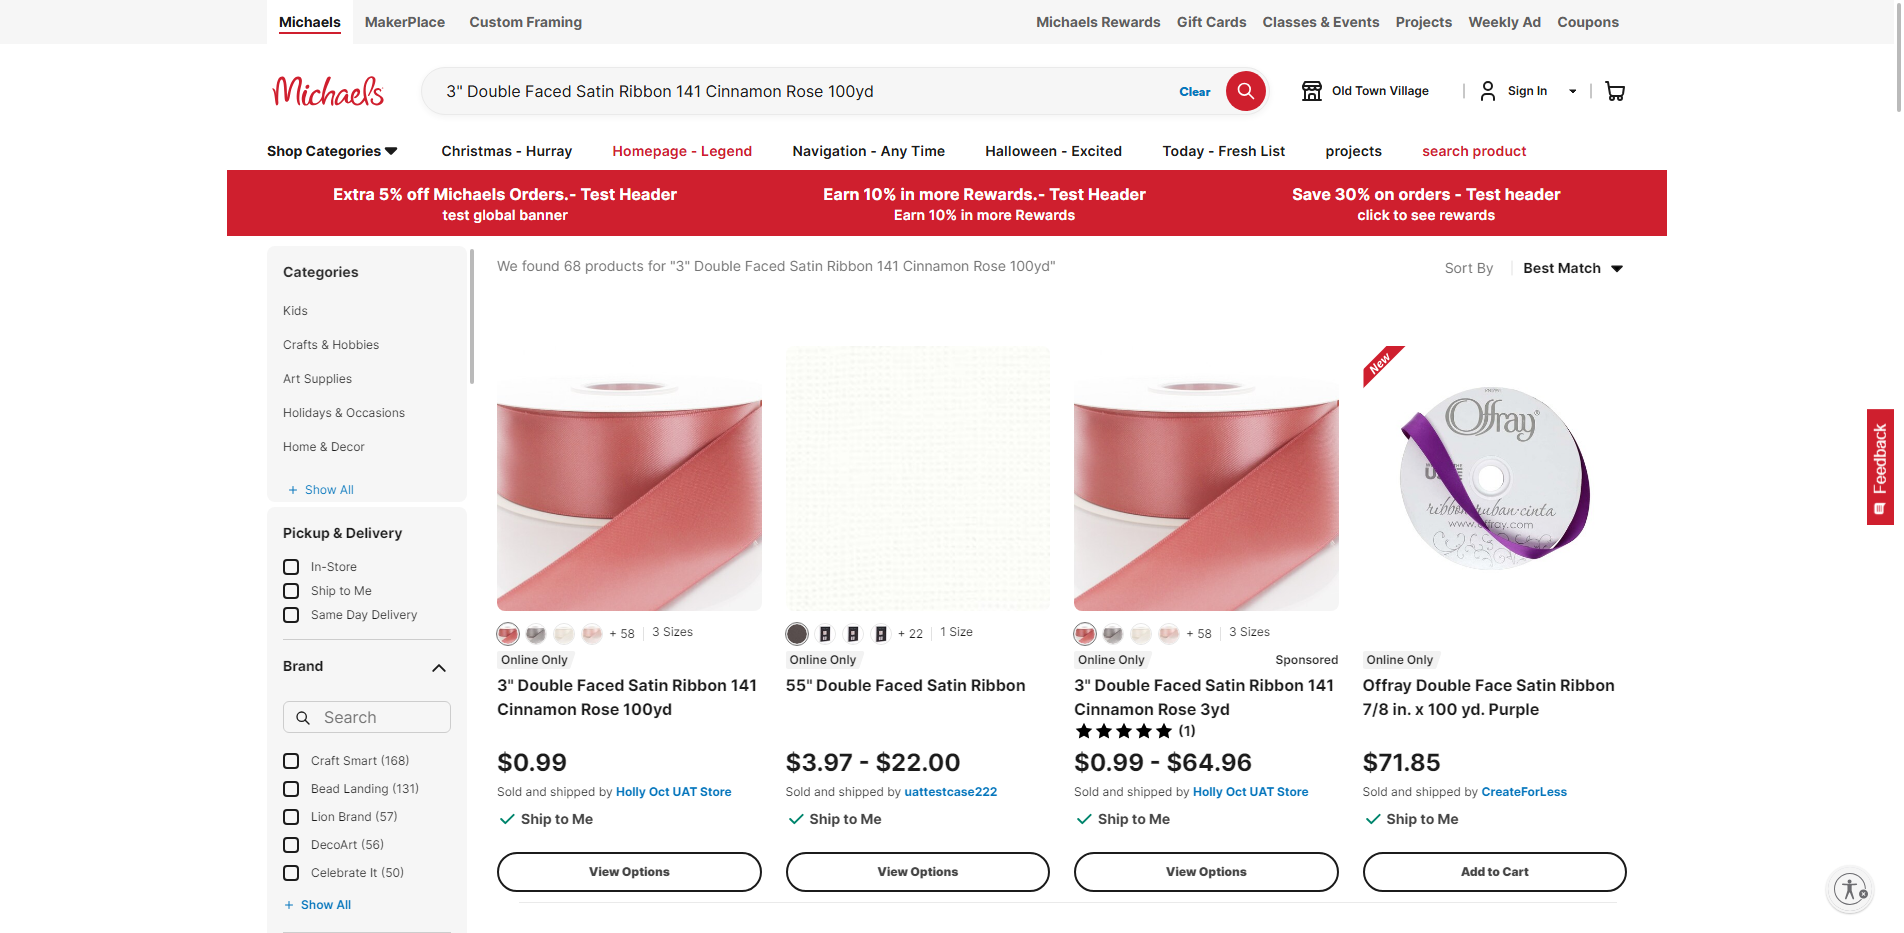 Michaels
MakerPlace
Custom Framing
Michaels Rewards
Gift Cards
Classes & Events
Projects
Weekly Ad
Coupons
Michaels
3" Double Faced Satin Ribbon 141 Cinnamon Rose 100yd
Clear
Old Town Village
Sign In
Shop Categories
Christmas - Hurray
Homepage - Legend
Navigation - Any Time
Halloween - Excited
Today - Fresh List
projects
search product
Extra 5% off Michaels Orders.- Test Header
test global banner
Earn 10% in more Rewards.- Test Header
Earn 10% in more Rewards
Save 30% on orders - Test header
click to see rewards
Categories
Kids
Crafts & Hobbies
Art Supplies
Holidays & Occasions
Home & Decor
+ Show All
Pickup & Delivery
In-Store
Ship to Me
Same Day Delivery
Brand
Search
Craft Smart (168)
Bead Landing (131)
Lion Brand (57)
DecoArt (56)
Celebrate It (50)
+ Show All
We found 68 products for "3" Double Faced Satin Ribbon 141 Cinnamon Rose 100yd"
Sort By
Best Match
+ 58
3 Sizes
Online Only
3" Double Faced Satin Ribbon 141
Cinnamon Rose 100yd
$0.99
Sold and shipped by Holly Oct UAT Store
Ship to Me
View Options
+ 22
1 Size
Online Only
55" Double Faced Satin Ribbon
$3.97 - $22.00
Sold and shipped by uattestcase222
Ship to Me
View Options
+ 58
3 Sizes
Online Only
Sponsored
3" Double Faced Satin Ribbon 141
Cinnamon Rose 3yd
(1)
$0.99 - $64.96
Sold and shipped by Holly Oct UAT Store
Ship to Me
View Options
New
Offray
ribbon·ruban·cinta
www.offray.com
Online Only
Offray Double Face Satin Ribbon
7/8 in. x 100 yd. Purple
$71.85
Sold and shipped by CreateForLess
Ship to Me
Add to Cart
Feedback